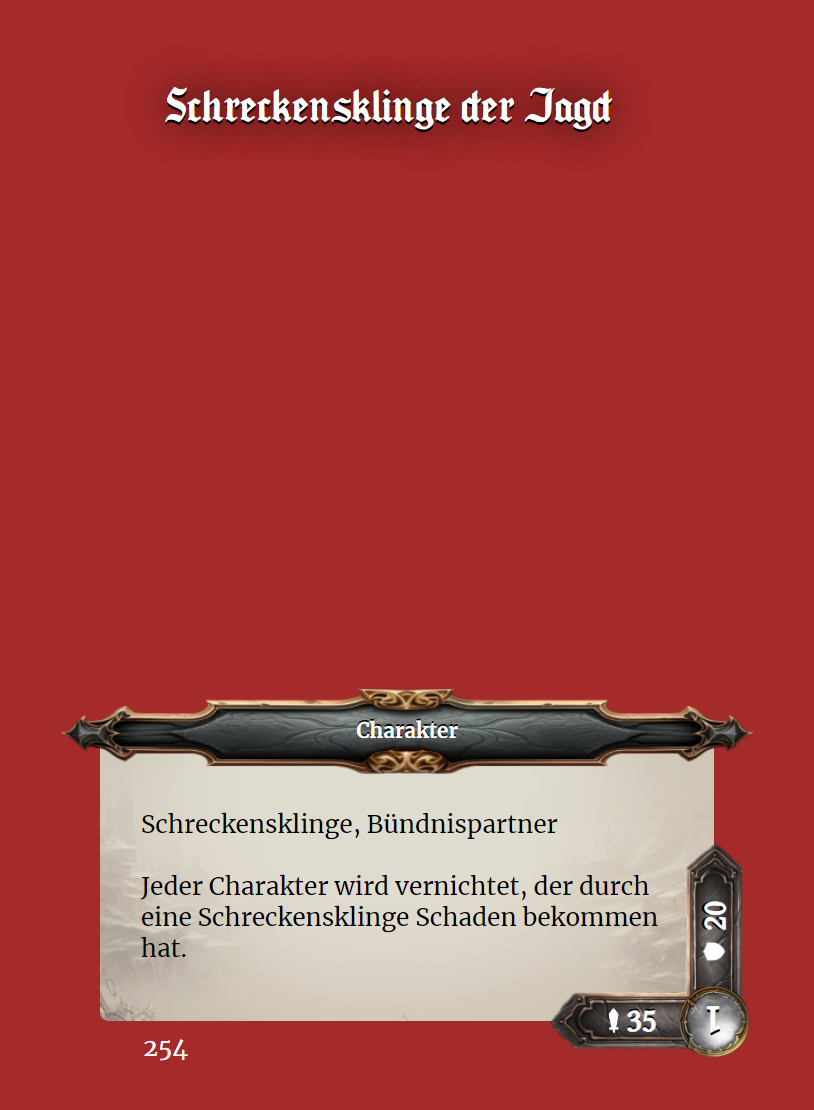 Schreckensklinge der Jagd
Charakter
Schreckensklinge, Bündnispartner
Jeder Charakter wird vernichtet, der durch
eine Schreckensklinge Schaden bekommen
hat.
20
35
1
254